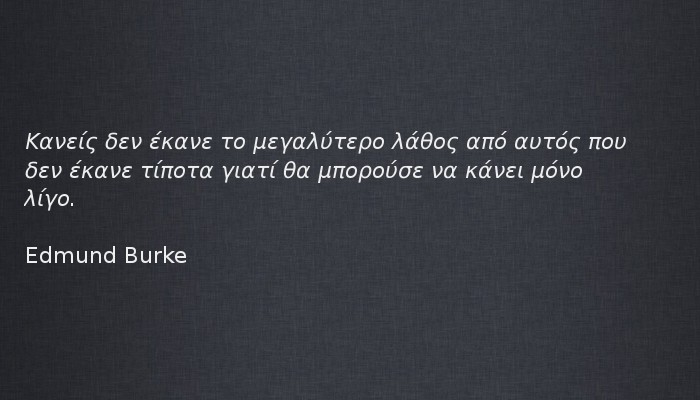 Κανείς δεν έκανε το μεγαλύτερο λάθος από αυτός που
δεν έκανε τίποτα γιατί θα μπορούσε να κάνει μόνο
λίγο.
Edmund Burke